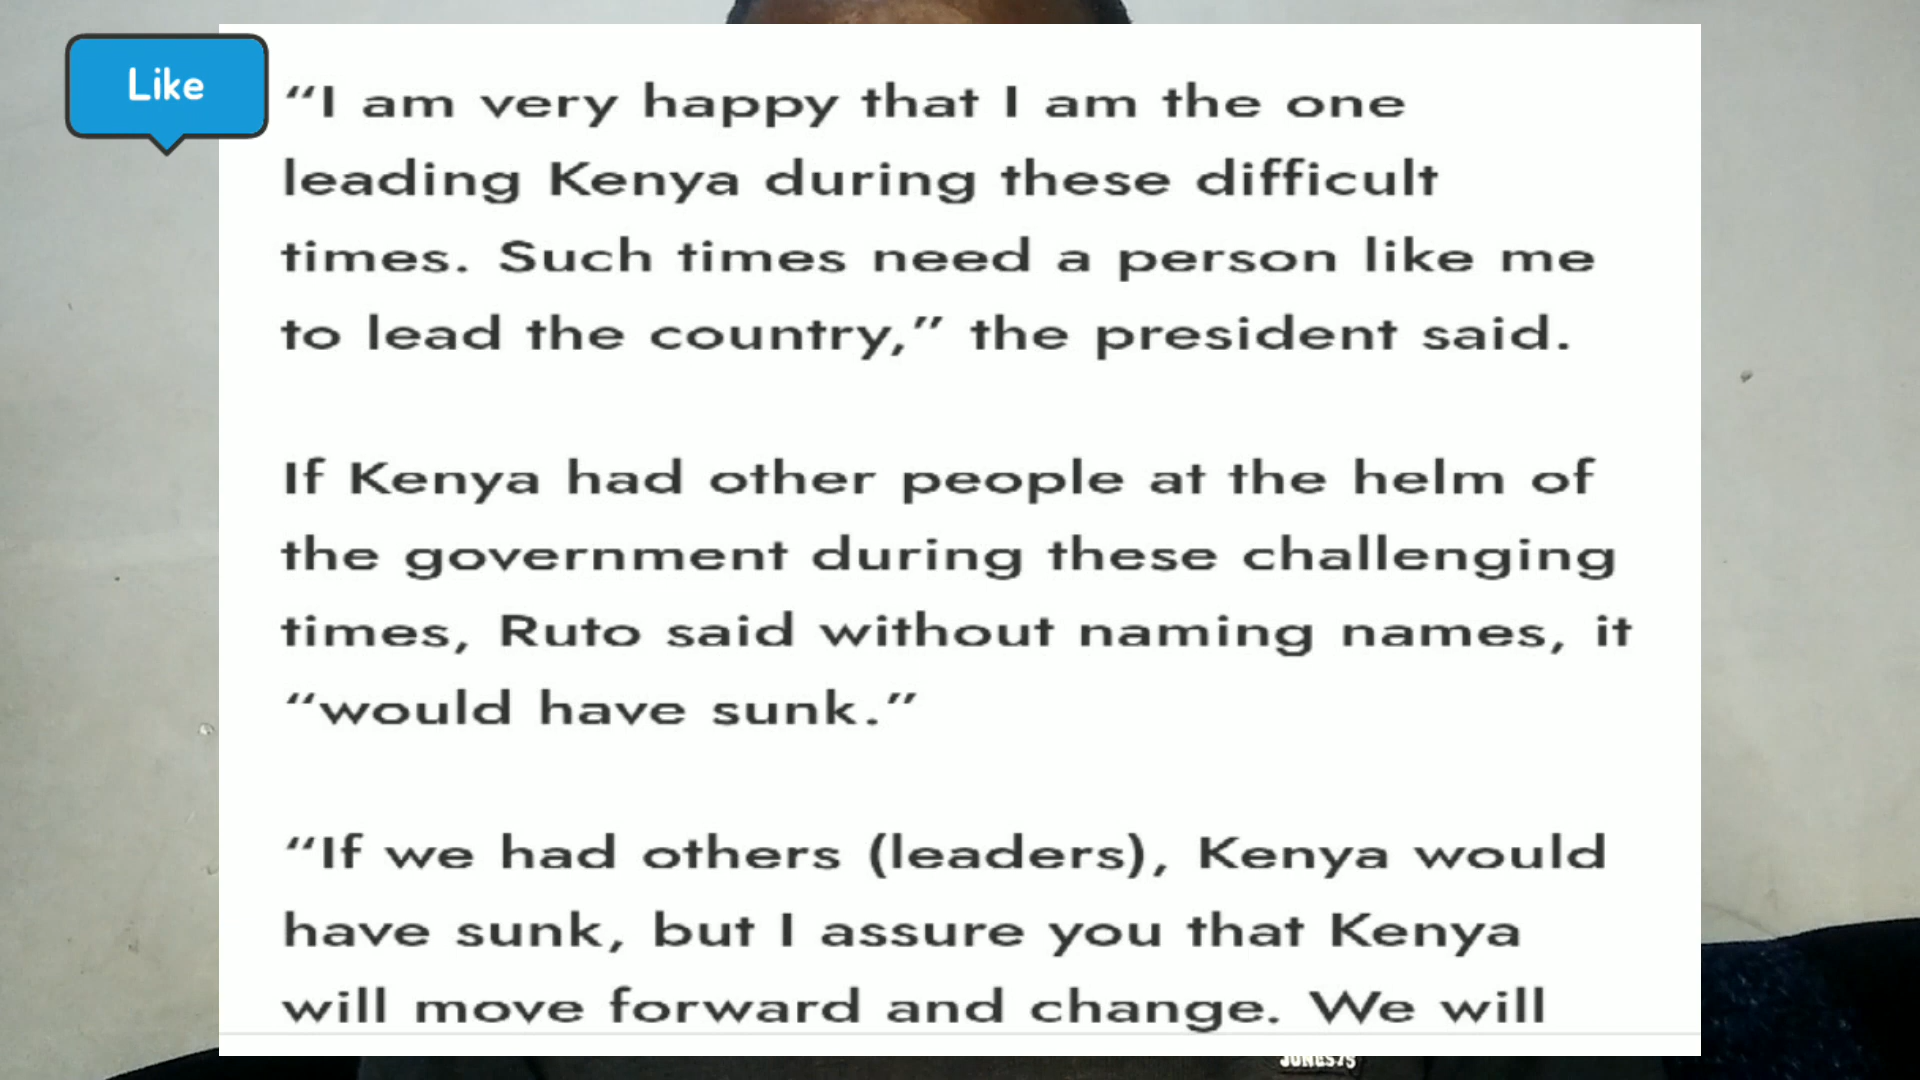 Like
“I am very happy that I am the one
leading Kenya during these difficult
times. Such times need a person like me
to lead the country,” the president said.
If Kenya had other people at the helm of
the government during these challenging
times, Ruto said without naming names, it
“would have sunk.”
“If we had others (leaders), Kenya would
have sunk, but I assure you that Kenya
will move forward and change. We will